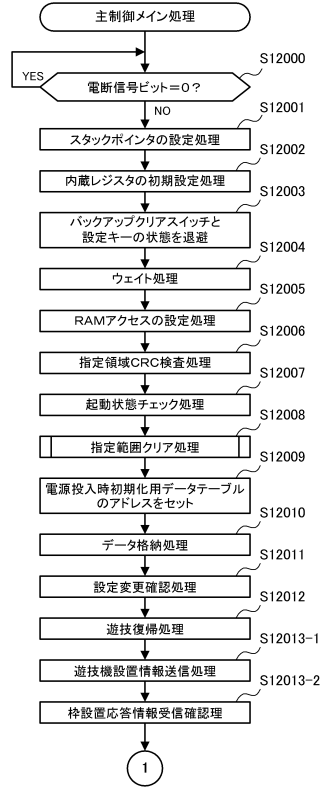 主制御メイン処理
S12000
YES
電断信号ビット=0?
NO
S12001
スタックポインタの設定処理
S12002
内蔵レジスタの初期設定処理
S12003
バックアップクリアスイッチと
設定キーの状態を退避
S12004
ウェイト処理
S12005
RAMアクセスの設定処理
S12006
指定領域CRC検査処理
S12007
起動状態チェック処理
S12008
指定範囲クリア処理
S12009
電源投入時初期化用データテーブル
のアドレスをセット
S12010
データ格納処理
S12011
設定変更確認処理
S12012
遊技復帰処理
S12013-1
遊技機設置情報送信処理
S12013-2
枠設置応答情報受信確認理
1